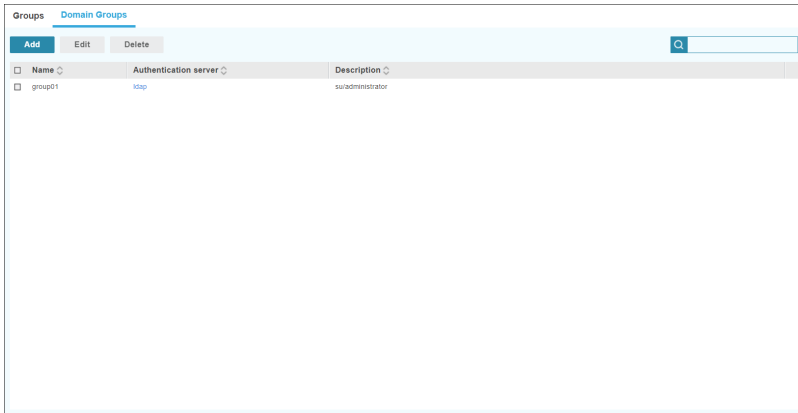 Groups Domain Groups
Add Edit Delete
Name Authentication server Description
group01 ldap su/administrator